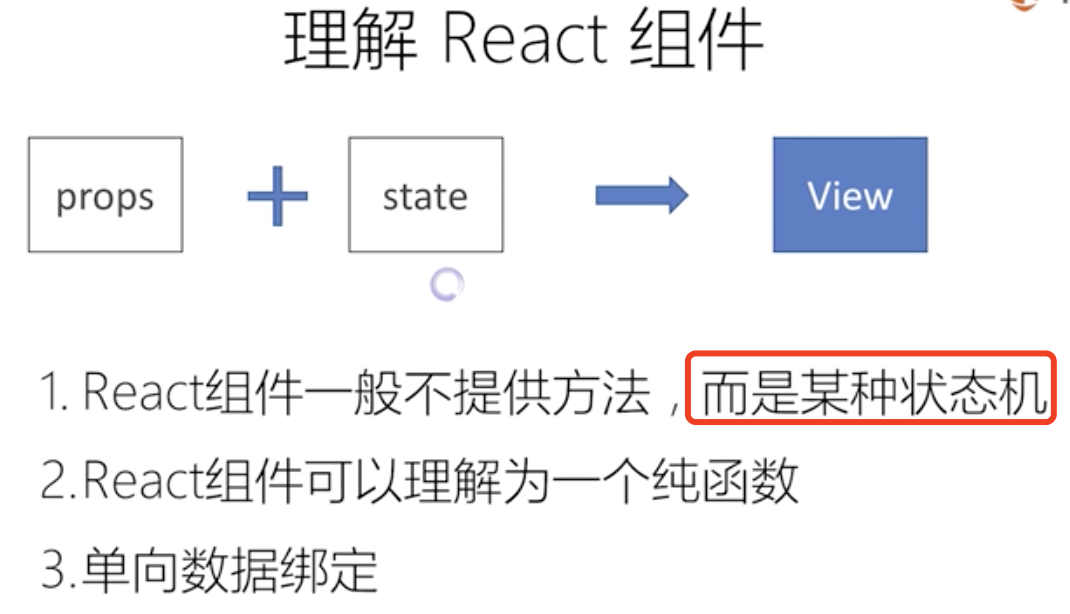 理解 React 组件
props + state View
1. React组件一般不提供方法，而是某种状态机
2.React组件可以理解为一个纯函数
3.单向数据绑定